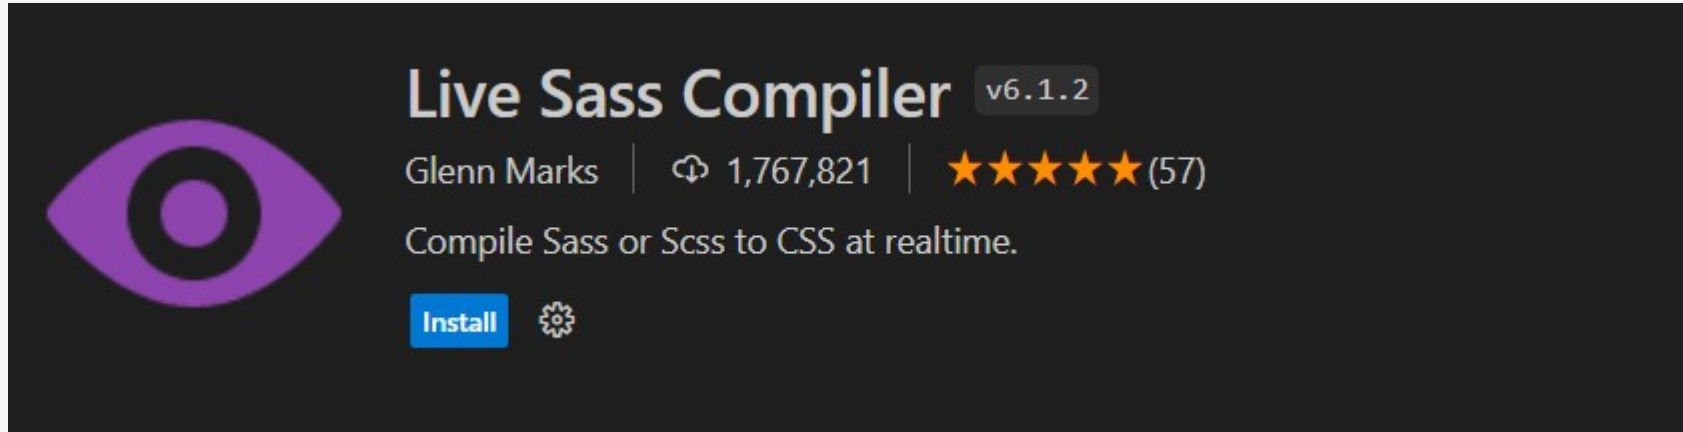 Live Sass Compiler v6.1.2
Glenn Marks 1,767,821 (57)
Compile Sass or Scss to CSS at realtime.
Install